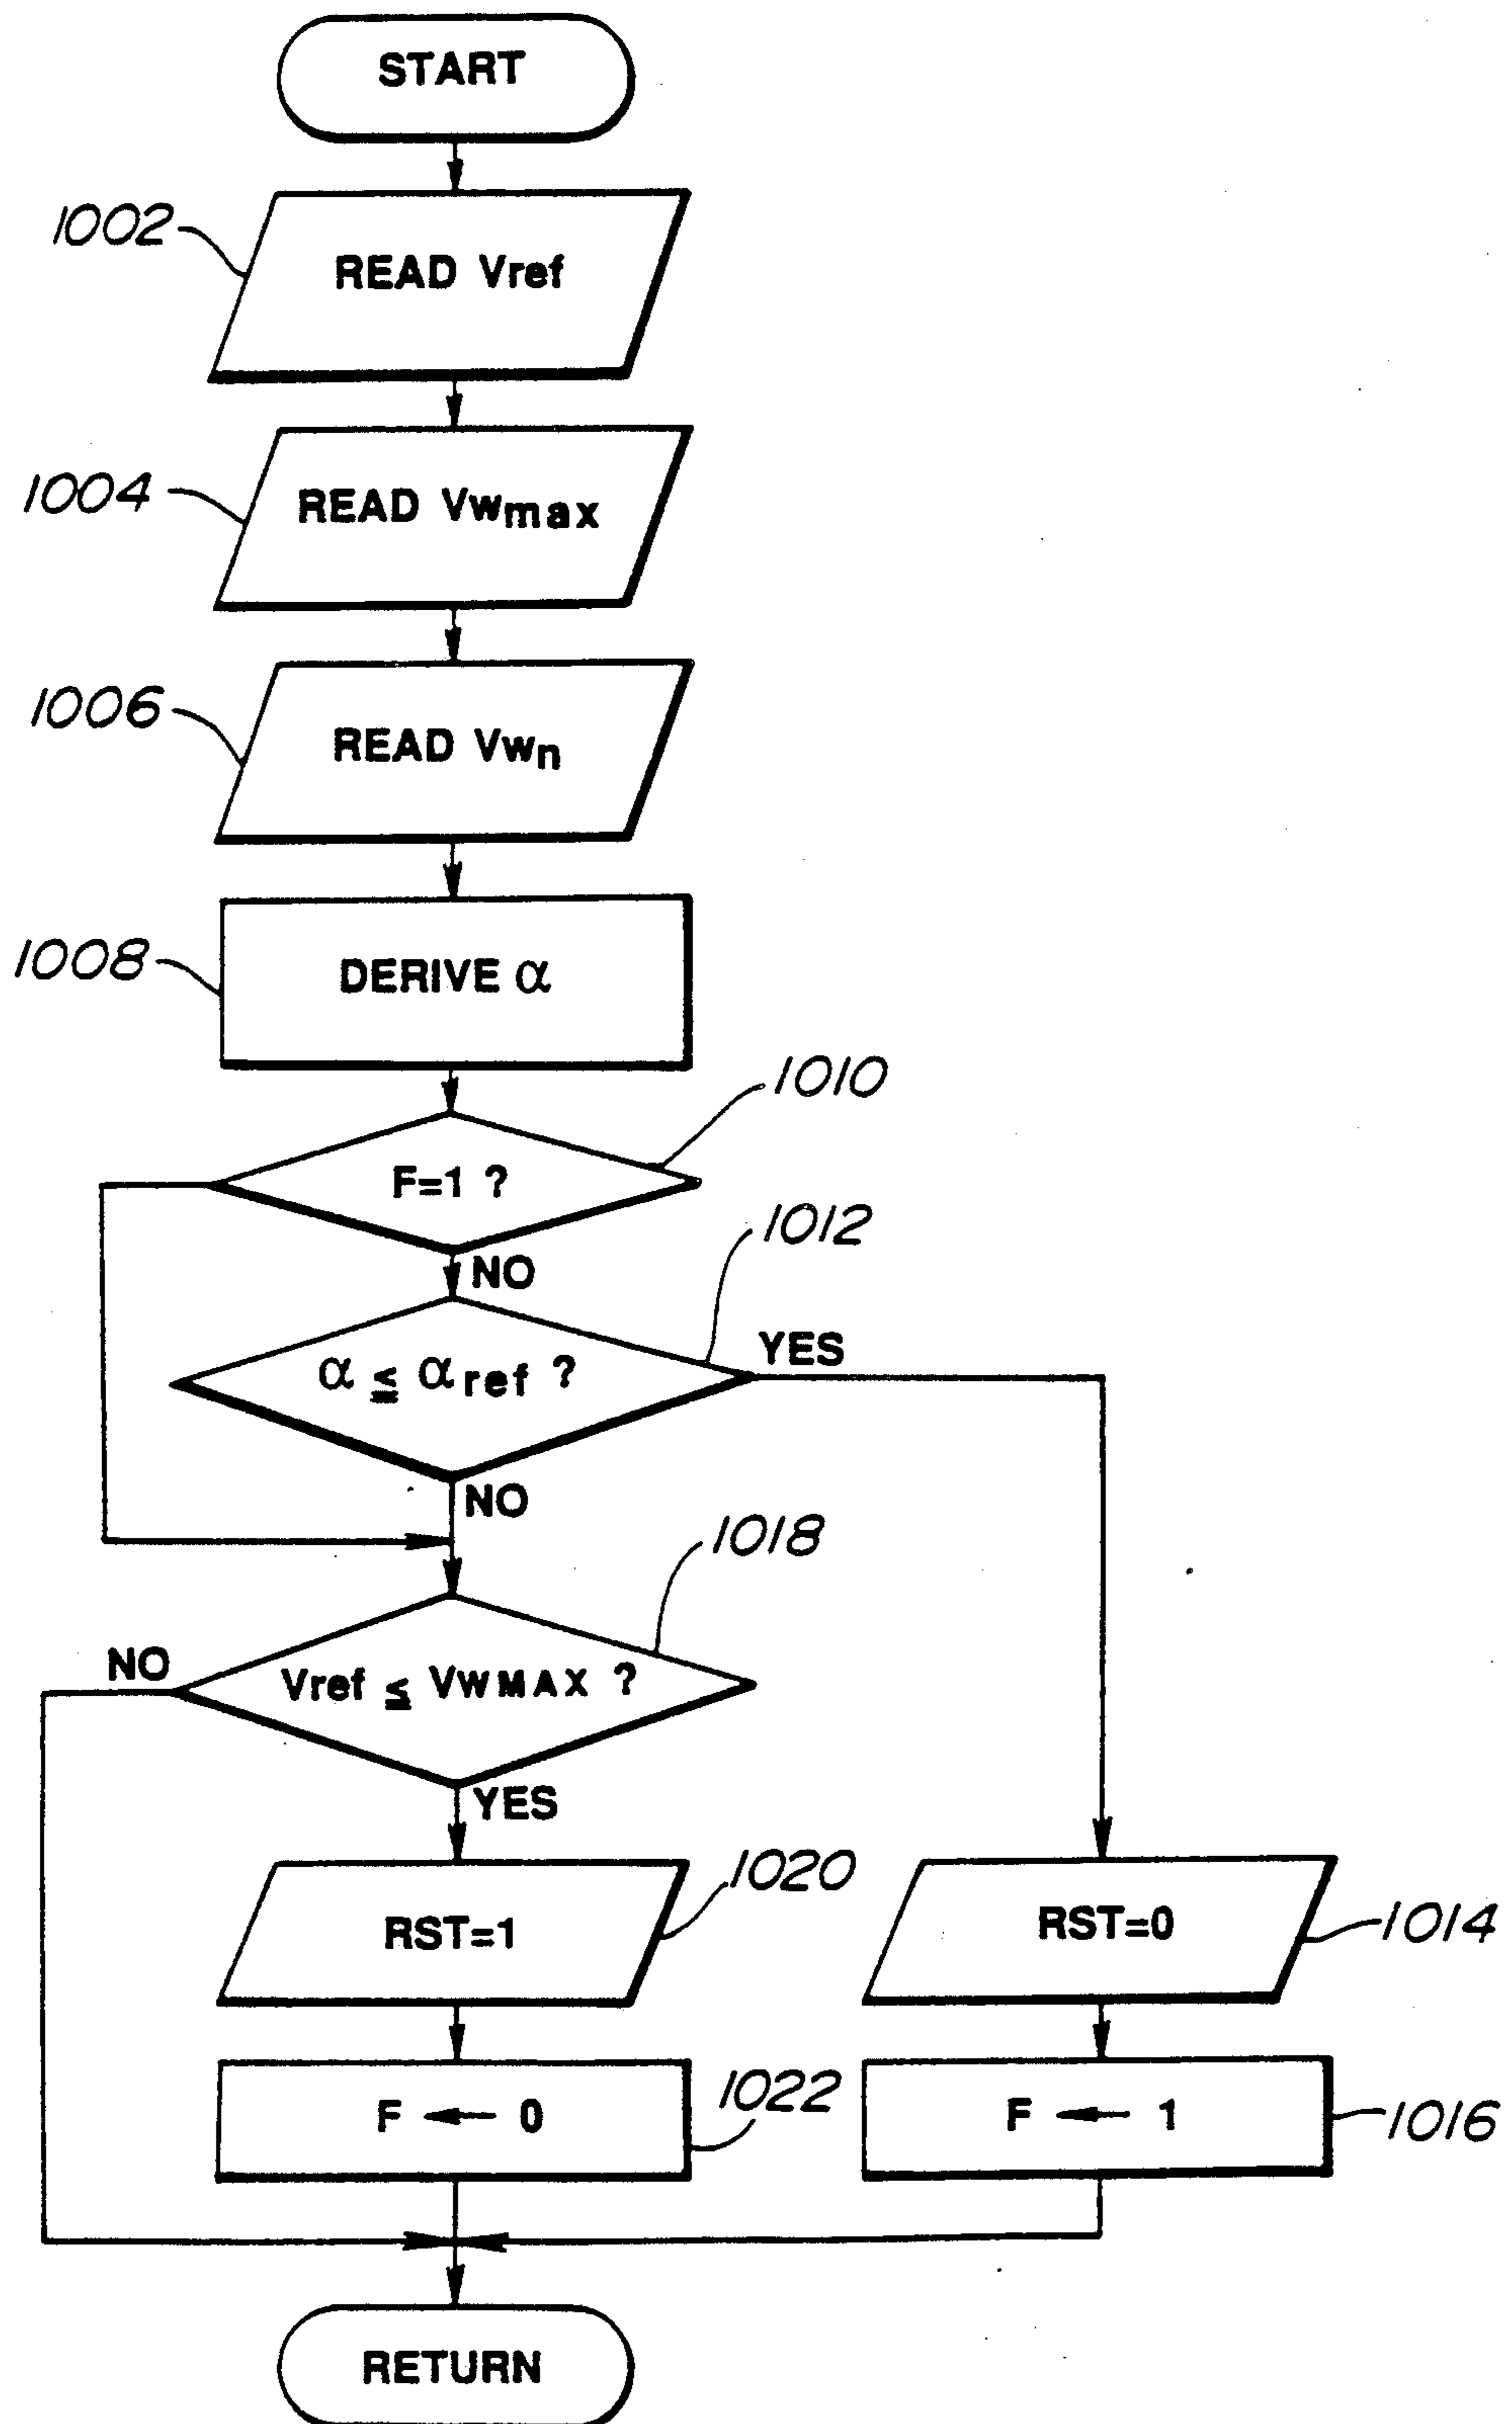 START
1002
READ Vref
1004
READ Vwmax
1006
READ Vwn
1008
DERIVE α
1010
F=1 ?
1012
NO
YES
α ≦ αref ?
NO
1018
NO
Vref ≦ VWMAX ?
YES
1020
RST=1
RST=0
1014
1022
F ← 0
F ← 1
1016
RETURN